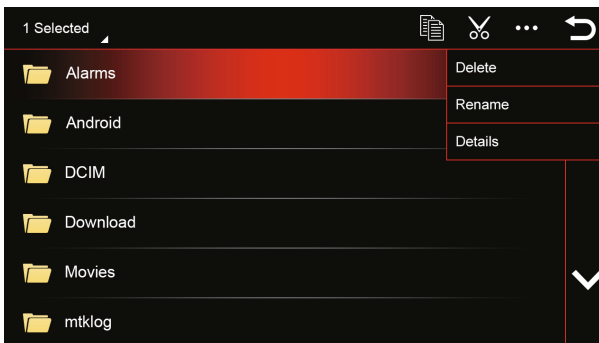 1 Selected
Alarms
Delete
Rename
Android
Details
DCIM
Download
Movies
mtklog